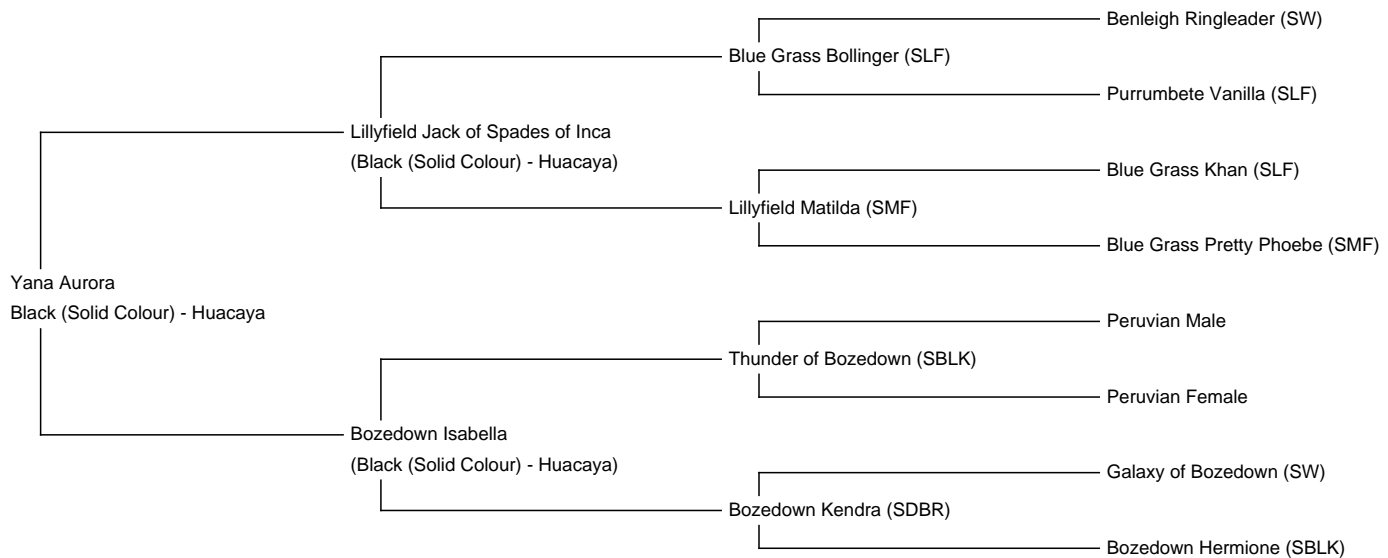 Benleigh Ringleader (SW)
Blue Grass Bollinger (SLF)
Purrumbete Vanilla (SLF)
Lillyfield Jack of Spades of Inca
(Black (Solid Colour) - Huacaya)
Blue Grass Khan (SLF)
Lillyfield Matilda (SMF)
Blue Grass Pretty Phoebe (SMF)
Yana Aurora
Black (Solid Colour) - Huacaya
Peruvian Male
Thunder of Bozedown (SBLK)
Peruvian Female
Bozedown Isabella
(Black (Solid Colour) - Huacaya)
Galaxy of Bozedown (SW)
Bozedown Kendra (SDBR)
Bozedown Hermione (SBLK)